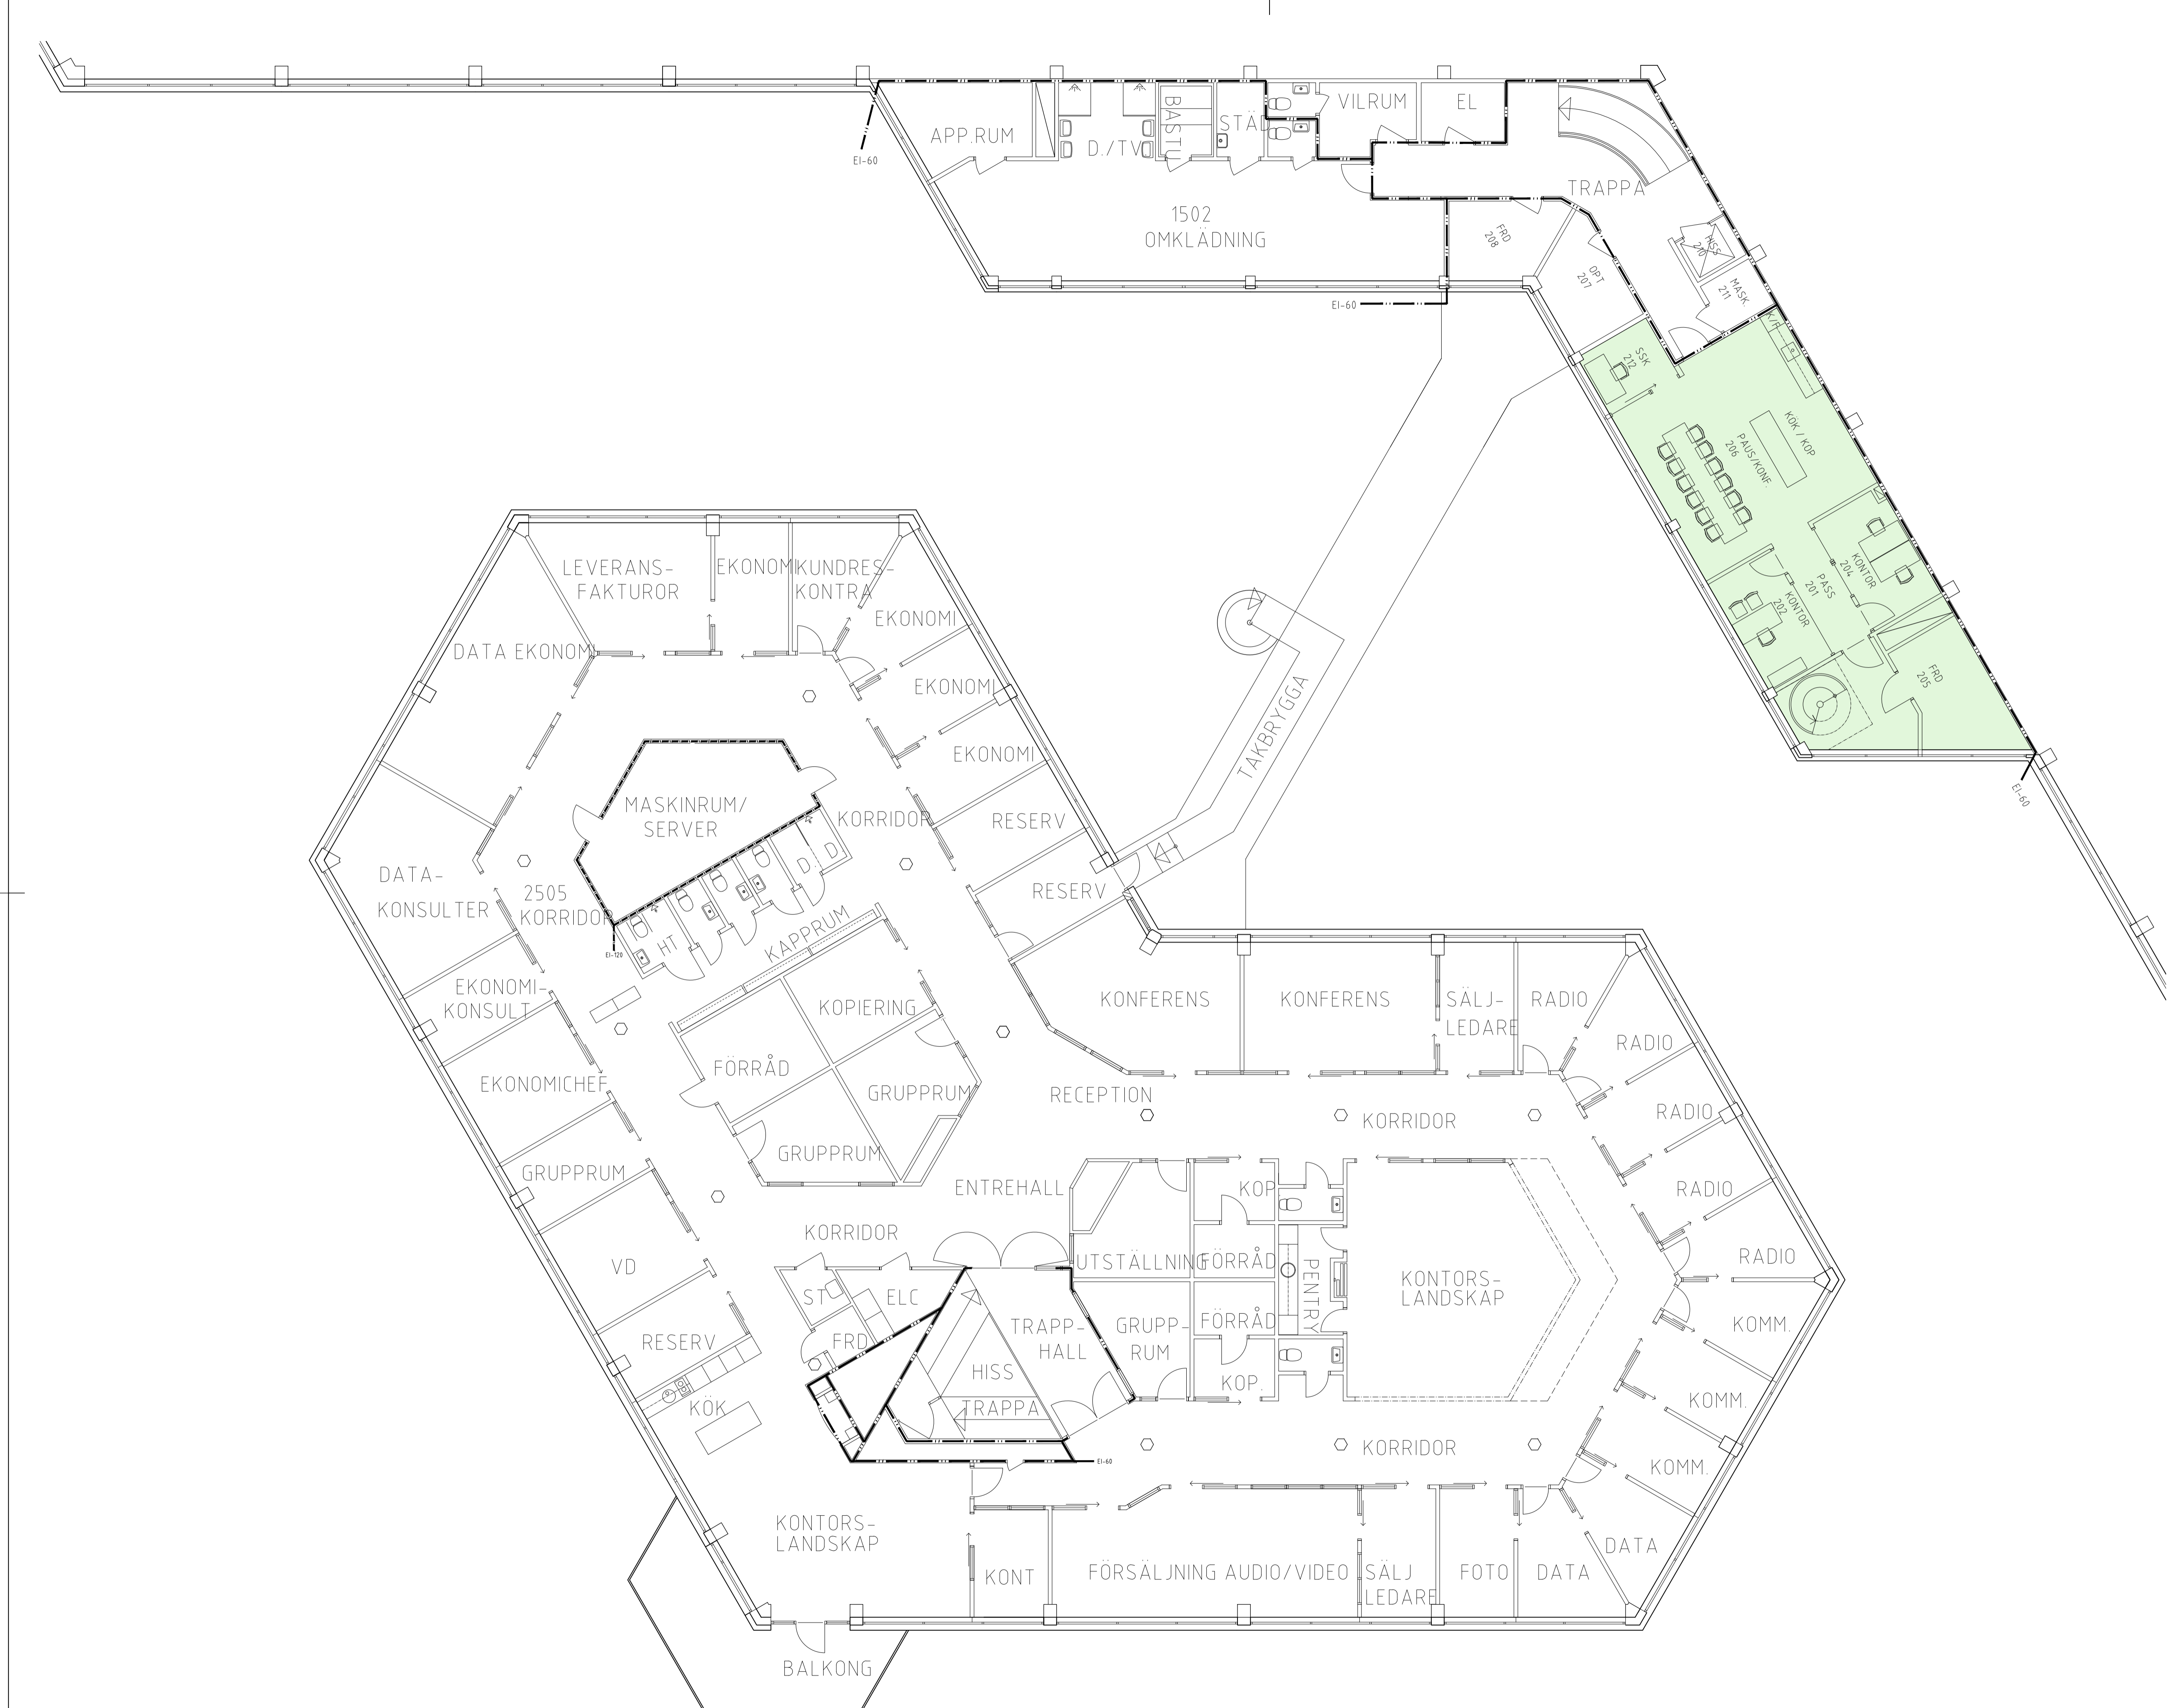 APP.RUM
D./TV
BASTU
STÄD
VILRUM
EL
EI-60
1502
OMKLÄDNING
TRAPPA
FRD
208
OPT
207
HISS
210
MASK.
211
EI-60
K/F
SSK
212
KÖK / KOP
PAUS/KONF.
206
KONTOR
204
PASS
201
KONTOR
202
FRD
205
EI-60
TAKBRYGGA
LEVERANS-
FAKTUROR
EKONOMI
KUNDRES-
KONTRA
EKONOMI
DATA EKONOMI
EKONOMI
EKONOMI
MASKINRUM/
SERVER
KORRIDOR
RESERV
D.
D
DATA-
KONSULTER
2505
KORRIDOR
RESERV
HT
KAPPRUM
EI-120
EKONOMI-
KONSULT
KOPIERING
KONFERENS
KONFERENS
SÄLJ-
LEDARE
RADIO
RADIO
FÖRRÅD
EKONOMICHEF
GRUPPRUM
RECEPTION
KORRIDOR
RADIO
GRUPPRUM
GRUPPRUM
ENTREHALL
KOP
RADIO
KORRIDOR
VD
UTSTÄLLNING
FÖRRÅD
PENTRY
KONTORS-
LANDSKAP
RADIO
ST
ELC
FRD
TRAPP-
HALL
GRUPP-
RUM
FÖRRÅD
KOMM.
RESERV
HISS
KOP.
KOMM.
KÖK
TRAPPA
KORRIDOR
EI-60
KOMM.
KONTORS-
LANDSKAP
KONT
FÖRSÄLJNING AUDIO/VIDEO
SÄLJ
LEDARE
FOTO
DATA
DATA
BALKONG